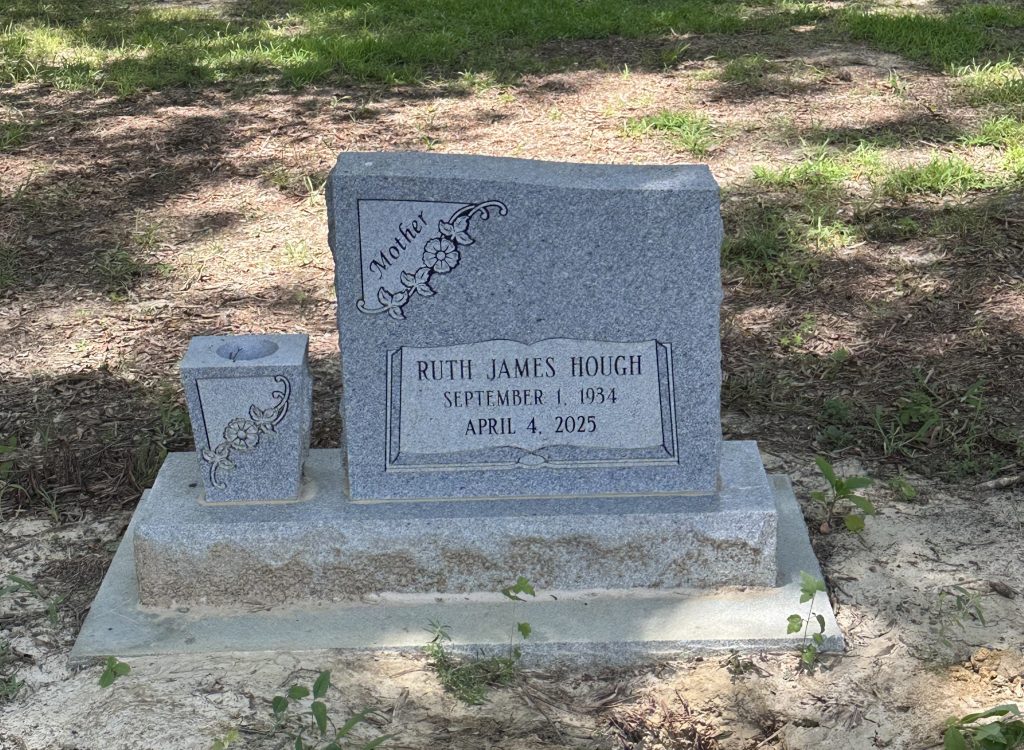 Mother
RUTH JAMES HOUGH
SEPTEMBER 1, 1934
APRIL 4, 2025